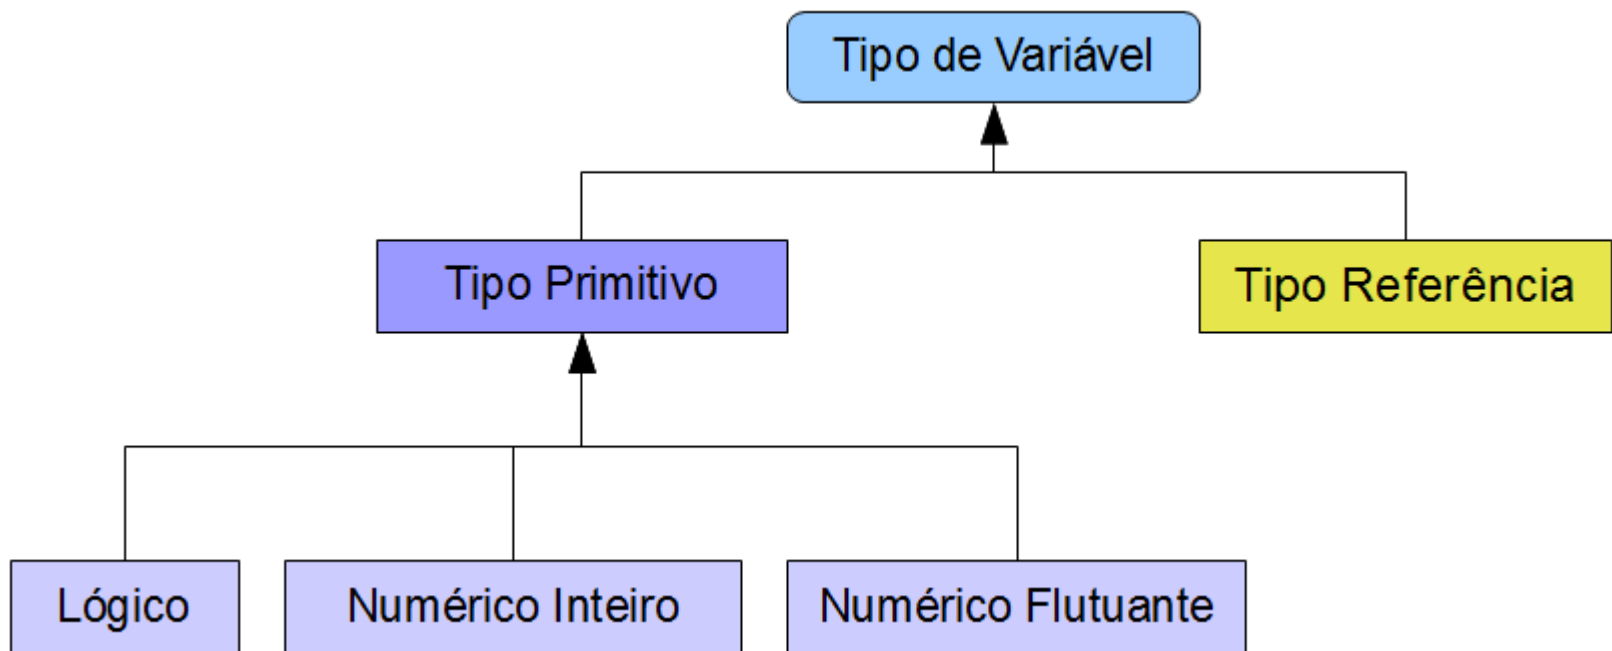 Tipo de Variável
Tipo Primitivo
Tipo Referência
Lógico
Numérico Inteiro
Numérico Flutuante